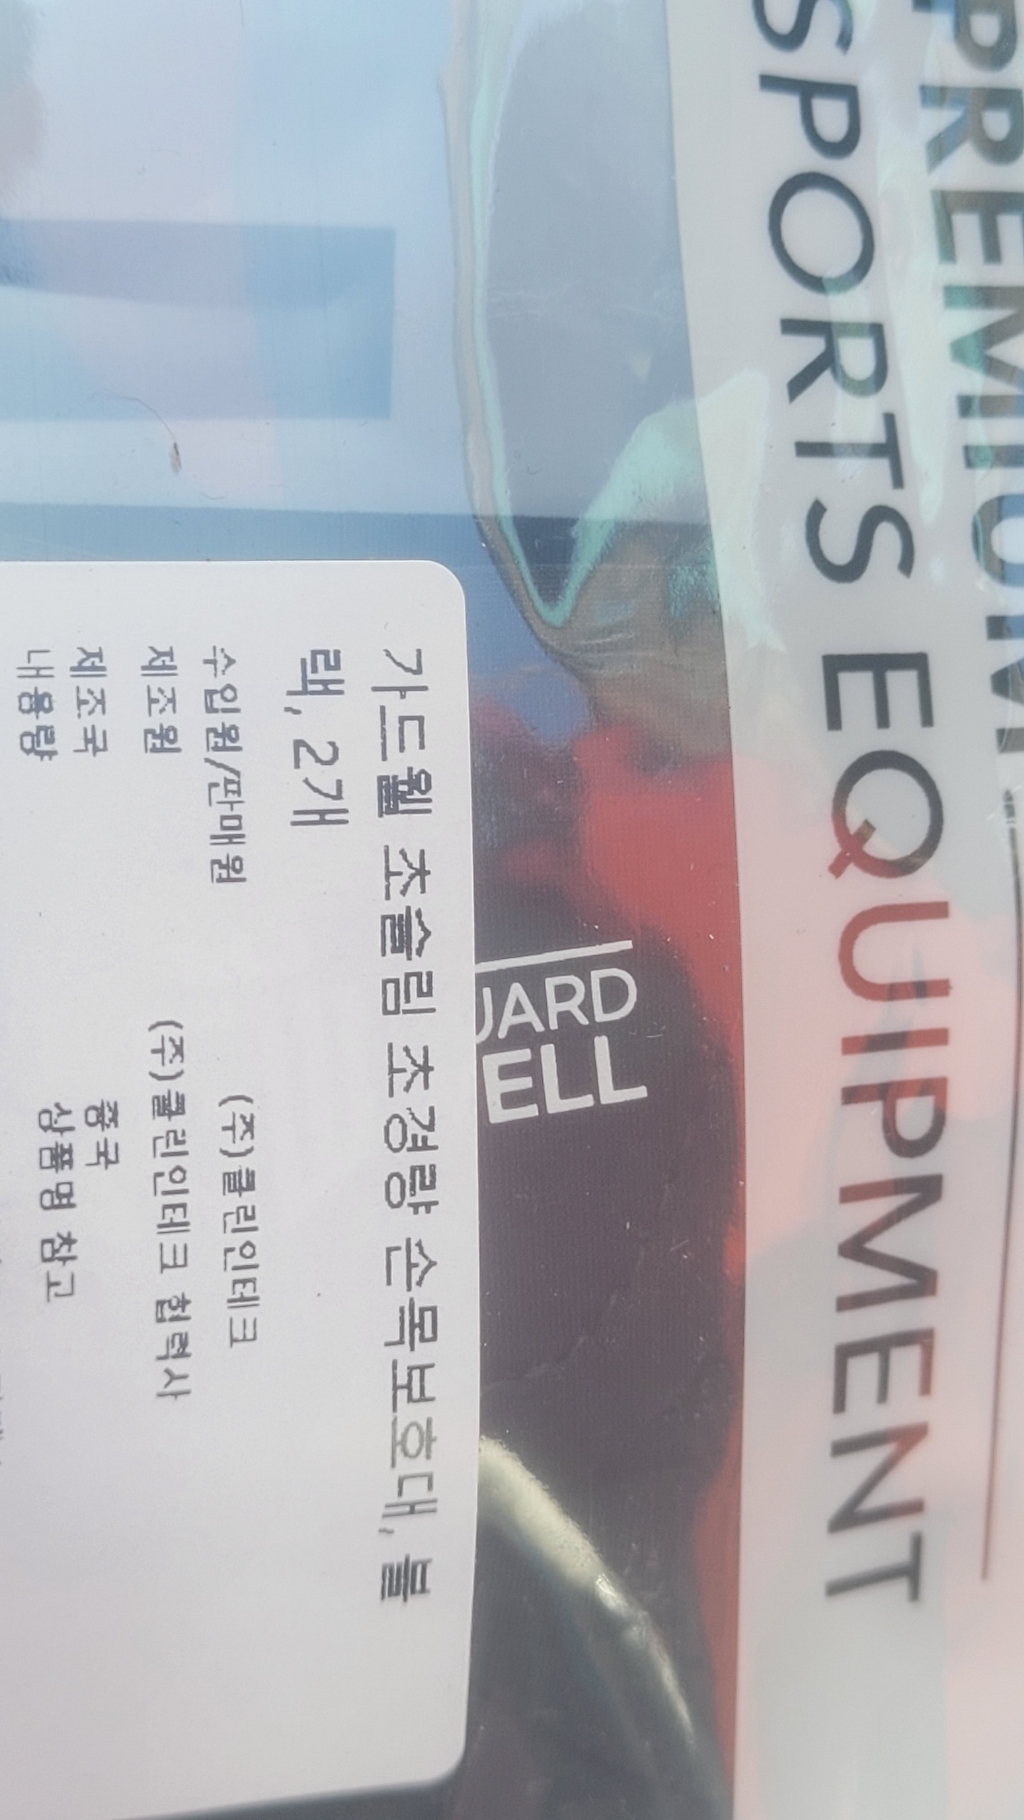 PREMIUM
SPORTS EQUIPMENT
UARD
ELL
가드웰 초슬림 초경량 손목보호대, 블
랙, 2개
수입원/판매원 (주)클린인테크
제조원 (주)클린인테크 협력사
제조국 중국
내용량 상품명 참고